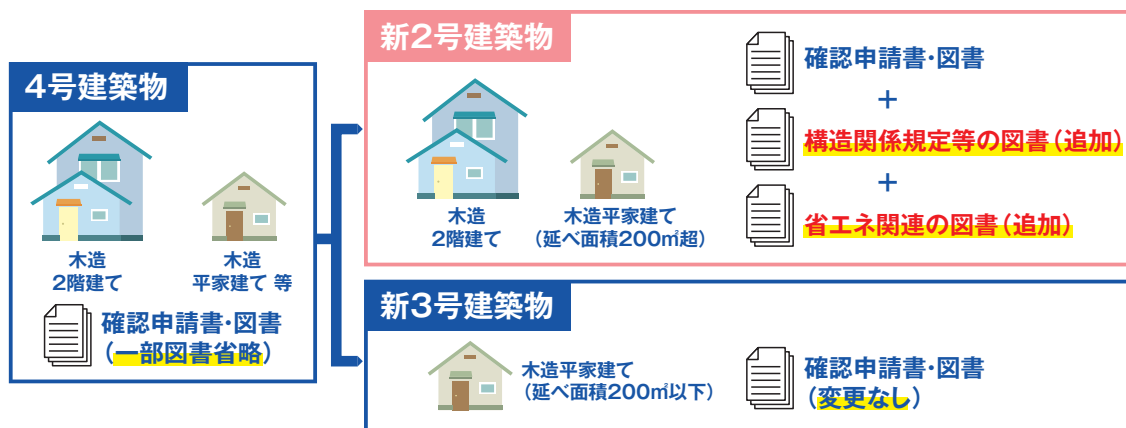 4号建築物
木造
2階建て
木造
平家建て 等
確認申請書・図書
（一部図書省略）
新2号建築物
木造
2階建て
木造平家建て
（延べ面積200㎡超）
確認申請書・図書
+
構造関係規定等の図書（追加）
+
省エネ関連の図書（追加）
新3号建築物
木造平家建て
（延べ面積200㎡以下）
確認申請書・図書
（変更なし）